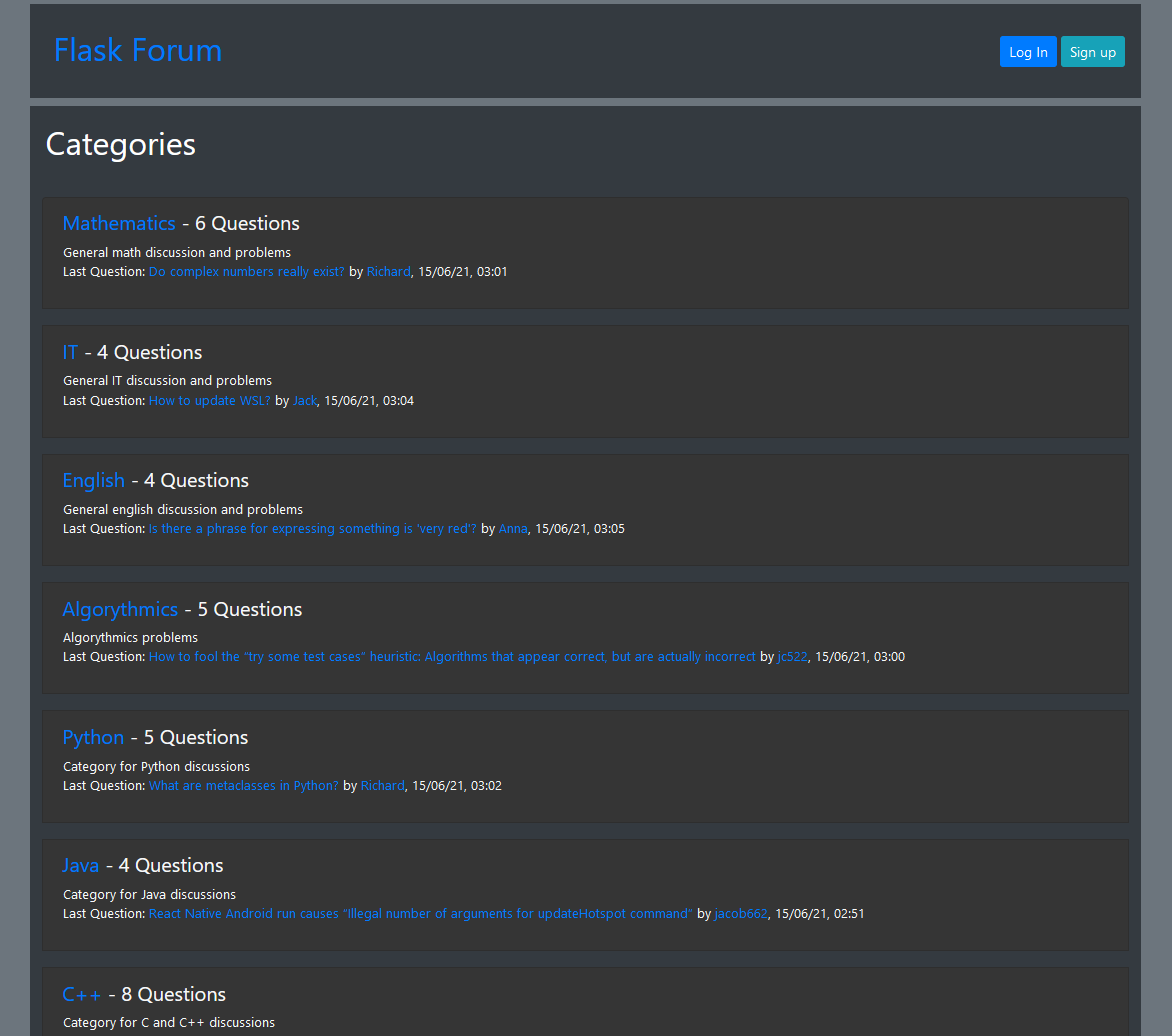 Flask Forum
Log In
Sign up
Categories
Mathematics - 6 Questions
General math discussion and problems
Last Question: Do complex numbers really exist? by Richard, 15/06/21, 03:01
IT - 4 Questions
General IT discussion and problems
Last Question: How to update WSL? by Jack, 15/06/21, 03:04
English - 4 Questions
General english discussion and problems
Last Question: Is there a phrase for expressing something is 'very red'? by Anna, 15/06/21, 03:05
Algorythmics - 5 Questions
Algorythmics problems
Last Question: How to fool the “try some test cases” heuristic: Algorithms that appear correct, but are actually incorrect by jc522, 15/06/21, 03:00
Python - 5 Questions
Category for Python discussions
Last Question: What are metaclasses in Python? by Richard, 15/06/21, 03:02
Java - 4 Questions
Category for Java discussions
Last Question: React Native Android run causes “Illegal number of arguments for updateHotspot command” by jacob662, 15/06/21, 02:51
C++ - 8 Questions
Category for C and C++ discussions